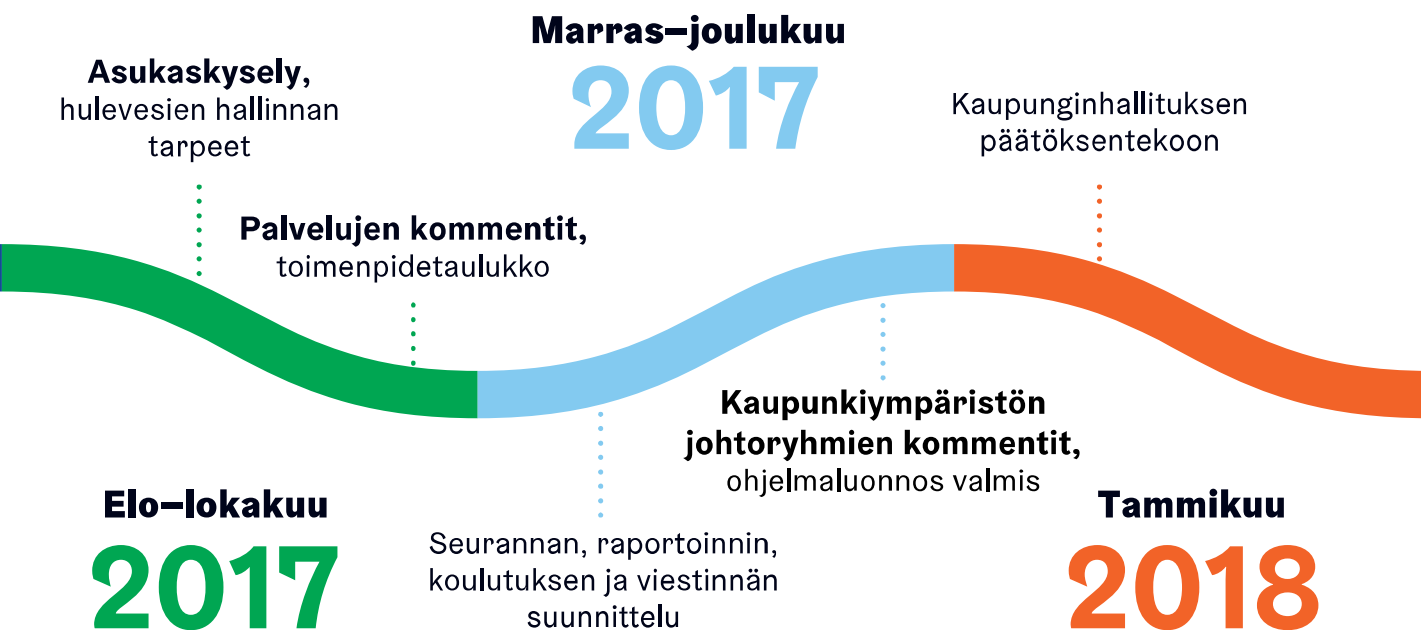 Marras–joulukuu
2017
Asukaskysely,
hulevesien hallinnan
tarpeet
Kaupunginhallituksen
päätöksentekoon
Palvelujen kommentit,
toimenpidetaulukko
Kaupunkiympäristön
johtoryhmien kommentit,
ohjelmaluonnos valmis
Elo–lokakuu
2017
Seurannan, raportoinnin,
koulutuksen ja viestinnän
suunnittelu
Tammikuu
2018